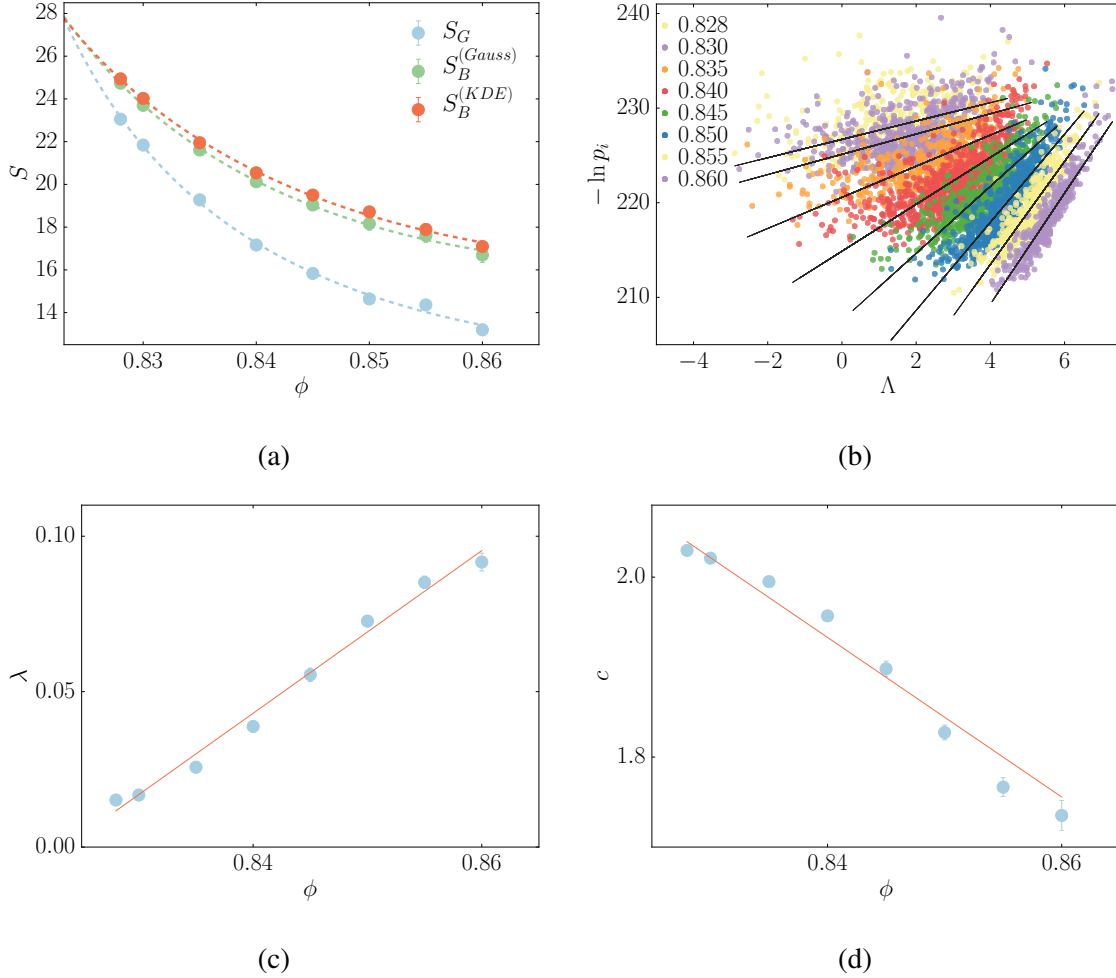 28
26
24
22
20
18
16
14
S
0.83
0.84
0.85
0.86
ϕ
S_G
S_B^{(Gauss)}
S_B^{(KDE)}
(a)
240
230
220
210
− ln p_i
−4
−2
0
2
4
6
Λ
0.828
0.830
0.835
0.840
0.845
0.850
0.855
0.860
(b)
0.10
0.05
0.00
λ
0.84
0.86
ϕ
(c)
2.0
1.8
c
0.84
0.86
ϕ
(d)